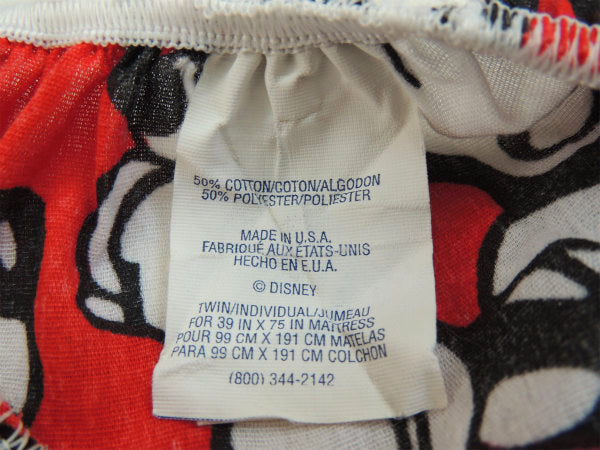 50% COTTON/COTON/ALGODON
50% POLYESTER/POLIESTER
MADE IN U.S.A.
FABRIQUÉ AUX ÉTATS-UNIS
HECHO EN E.U.A.
© DISNEY
TWIN/INDIVIDUAL/JUMEAU
FOR 39 IN X 75 IN MATTRESS
POUR 99 CM X 191 CM MATELAS
PARA 99 CM X 191 CM COLCHON
(800) 344-2142